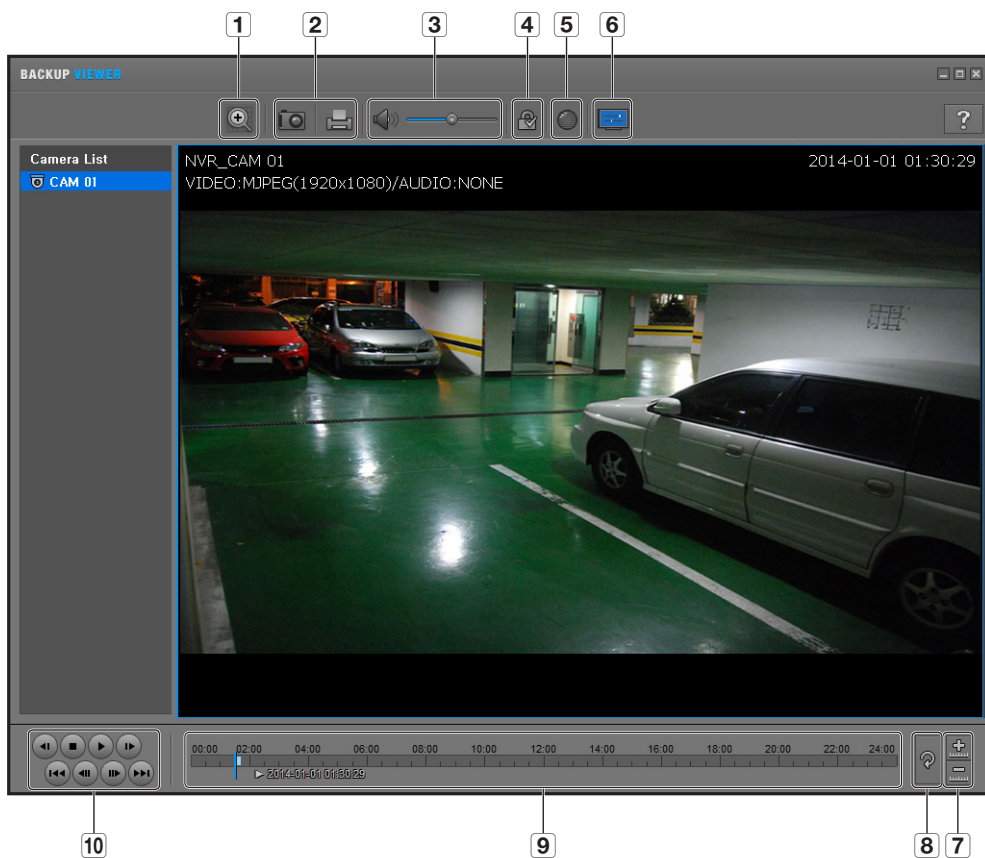 1 2 3 4 5 6
BACKUP VIEWER
?
Camera List
CAM 01
NVR_CAM 01
2014-01-01 01:30:29
VIDEO:MJPEG(1920x1080)/AUDIO:NONE
00:00 02:00 04:00 06:00 08:00 10:00 12:00 14:00 16:00 18:00 20:00 22:00 24:00
2014-01-01 01:30:29
10 9 8 7